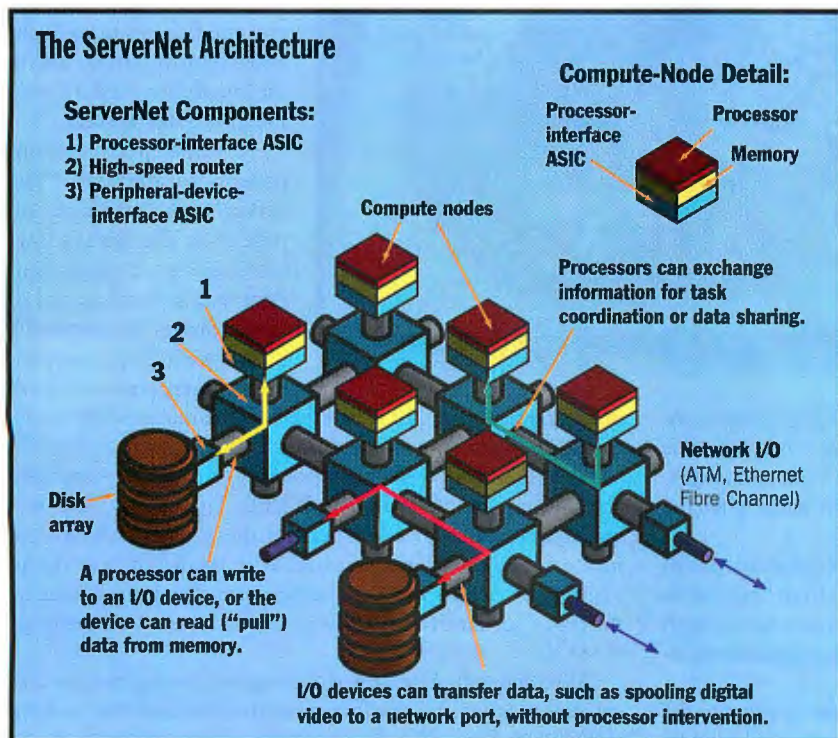 The ServerNet Architecture
ServerNet Components:
1) Processor-interface ASIC
2) High-speed router
3) Peripheral-device-
interface ASIC
Compute-Node Detail:
Processor-
interface
ASIC
Processor
Memory
Compute nodes
Processors can exchange
information for task
coordination or data sharing.
1
2
3
Network I/O
(ATM, Ethernet
Fibre Channel)
Disk
array
A processor can write
to an I/O device, or the
device can read ("pull")
data from memory.
I/O devices can transfer data, such as spooling digital
video to a network port, without processor intervention.